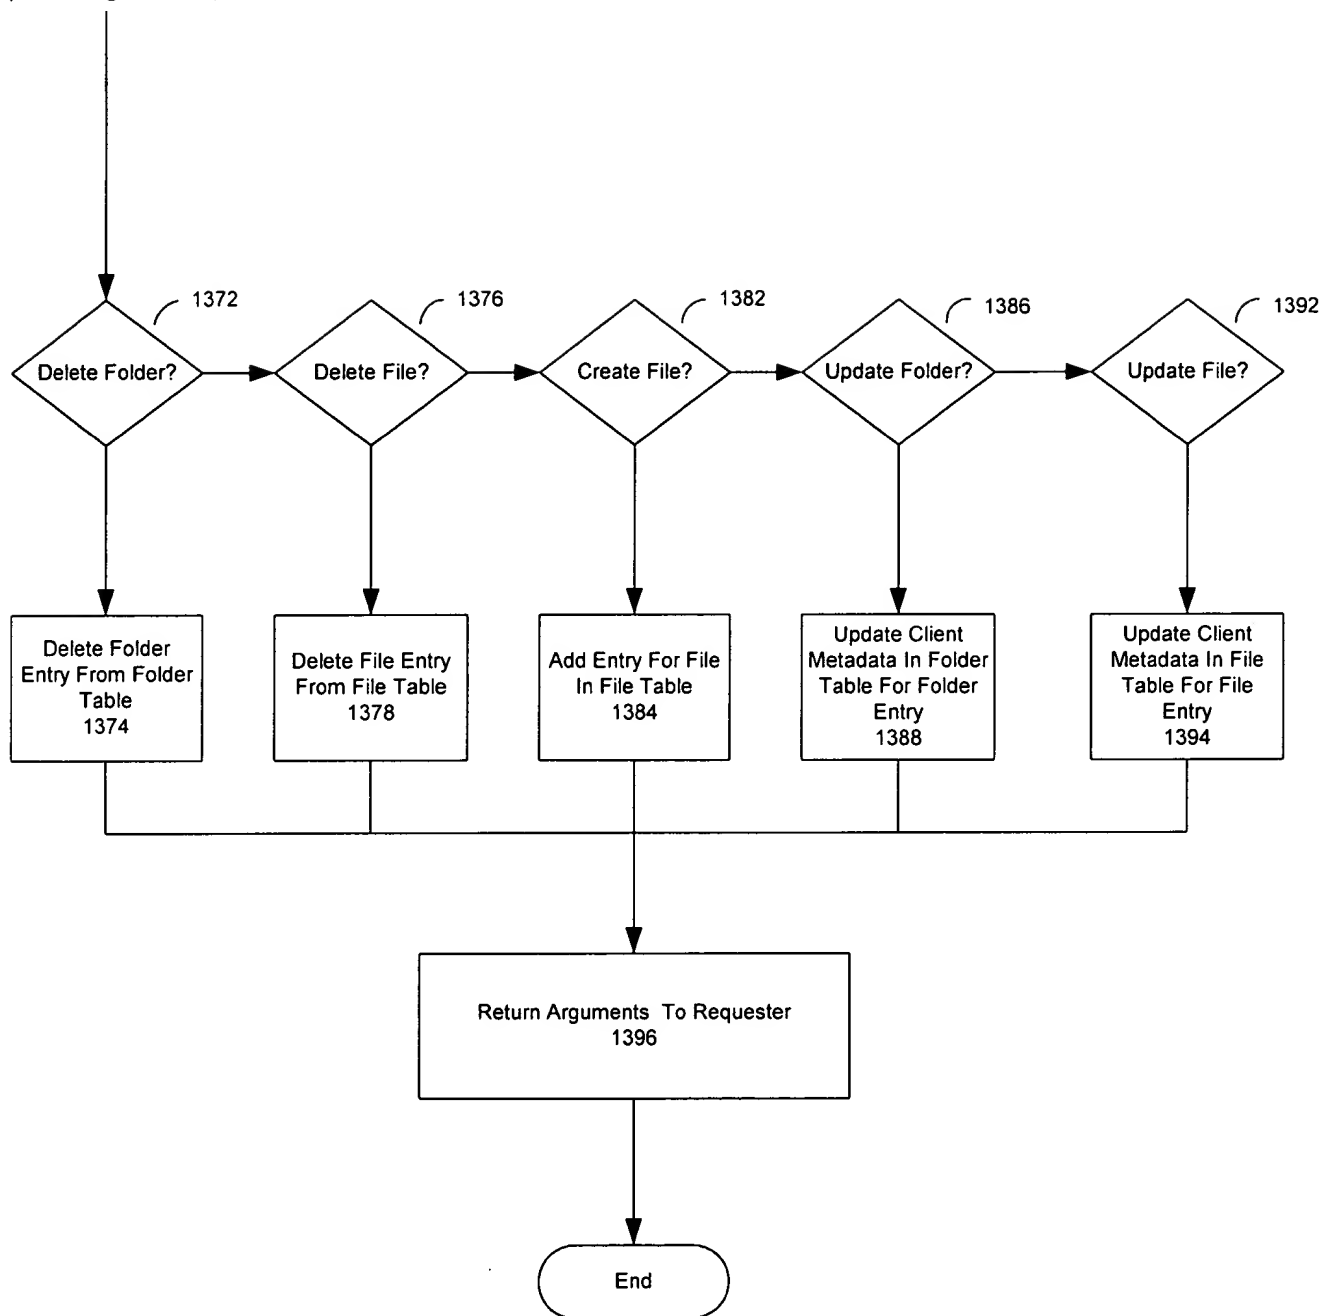 1372
1376
1382
1386
1392
Delete Folder?
Delete File?
Create File?
Update Folder?
Update File?
Delete Folder
Entry From Folder
Table
1374
Delete File Entry
From File Table
1378
Add Entry For File
In File Table
1384
Update Client
Metadata In Folder
Table For Folder
Entry
1388
Update Client
Metadata In File
Table For File
Entry
1394
Return Arguments To Requester
1396
End